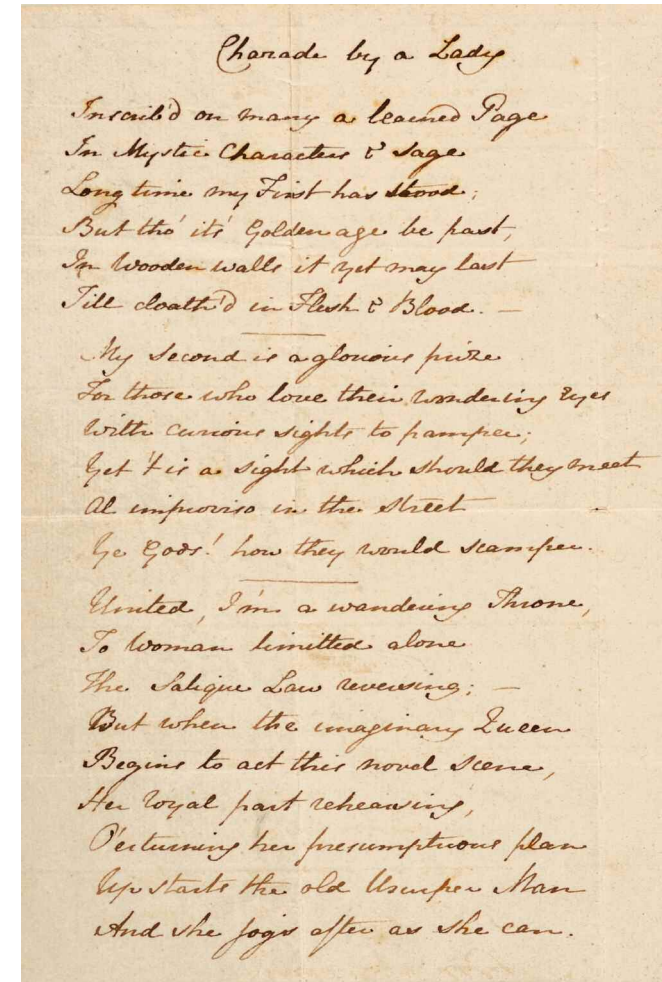 Charade by a Lady
Inscrib'd on many a learned Page
In Mystic Characters & sage
Long time my First has stood;
But tho' its' Golden age be past,
In Wooden walls it yet may last
Till cloath'd in Flesh & Blood. —
My Second is a glorious prize
For those who love their wondering Eyes
With curious sights to pamper;
Yet 't is a sight which should they meet
Al improviso in the street
Ye Gods! how they would scamper.
United, I'm a wandering Throne,
To Woman limitted alone
The Salique Law reversing; —
But when the imaginary Queen
Begins to act this novel scene,
Her royal part rehearsing,
O'erturning her presumptuous plan
Up starts the old Usurper Man
And she jogs after as she can.